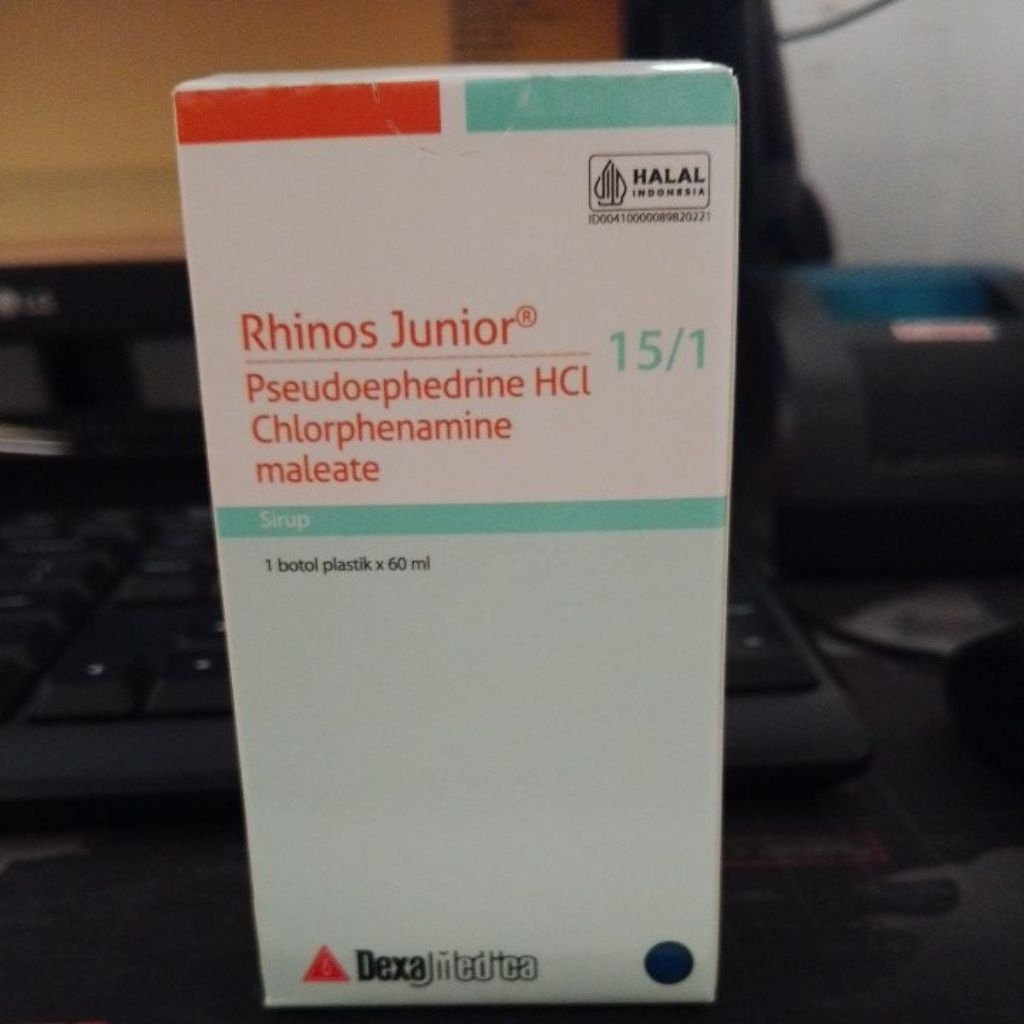 HALAL
INDONESIA
ID00410000089820221
Rhinos Junior®
15/1
Pseudoephedrine HCl
Chlorphenamine
maleate
Sirup
1 botol plastik x 60 ml
Dexa Medica
LG